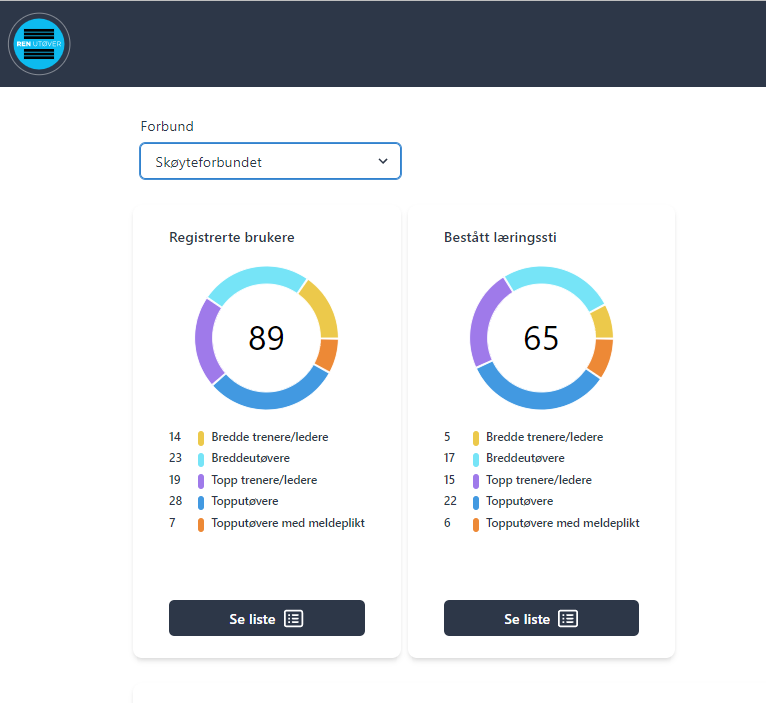 REN UTØVER
Forbund
Skøyteforbundet
Registrerte brukere
89
14 Bredde trenere/ledere
23 Breddeutøvere
19 Topp trenere/ledere
28 Topputøvere
7 Topputøvere med meldeplikt
Se liste
Bestått læringssti
65
5 Bredde trenere/ledere
17 Breddeutøvere
15 Topp trenere/ledere
22 Topputøvere
6 Topputøvere med meldeplikt
Se liste